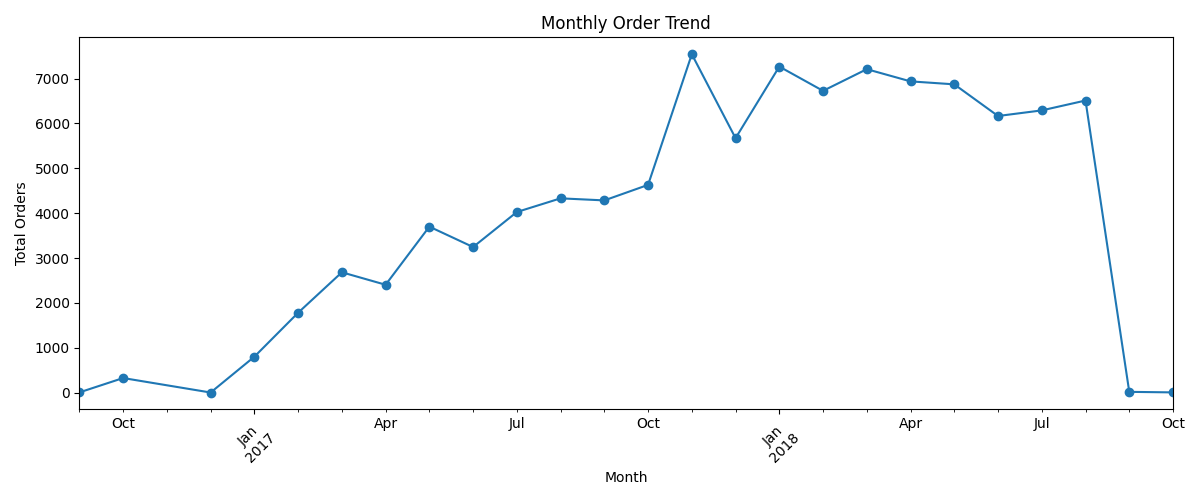 Monthly Order Trend
Total Orders
7000
6000
5000
4000
3000
2000
1000
0
Oct
Jan
2017
Apr
Jul
Oct
Jan
2018
Apr
Jul
Oct
Month